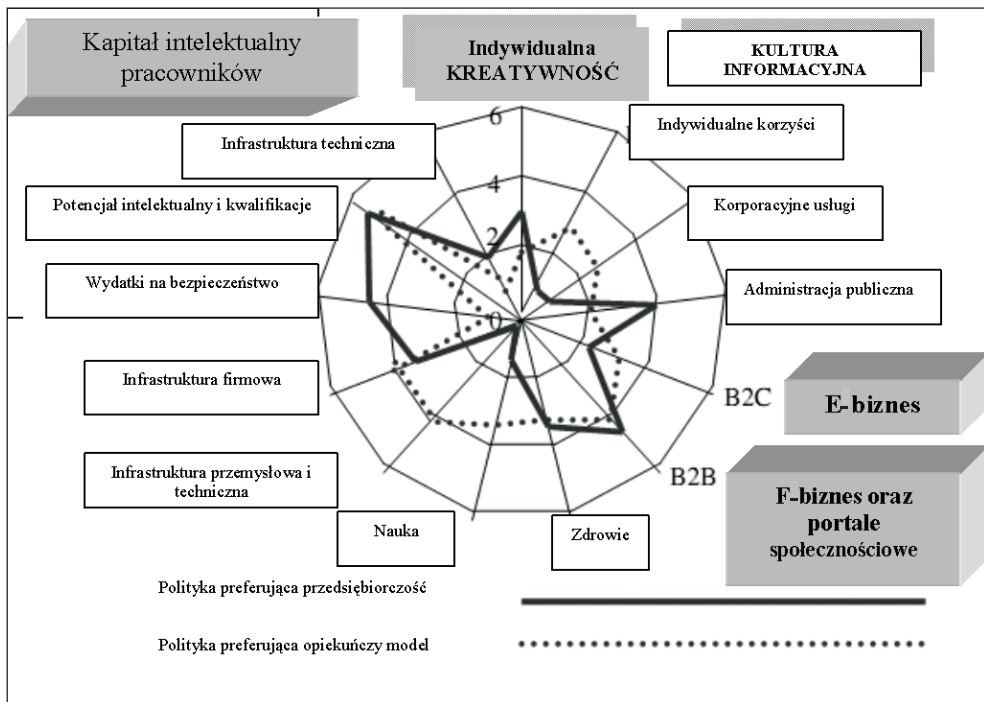 Kapitał intelektualny
pracowników
Indywidualna
KREATYWNOŚĆ
KULTURA
INFORMACYJNA
6
Infrastruktura techniczna
Indywidualne korzyści
4
Potencjał intelektualny i kwalifikacje
Korporacyjne usługi
2
Wydatki na bezpieczeństwo
Administracja publiczna
0
Infrastruktura firmowa
B2C
E-biznes
Infrastruktura przemysłowa i
techniczna
B2B
F-biznes oraz
portale
społecznościowe
Nauka
Zdrowie
Polityka preferująca przedsiębiorczość
Polityka preferująca opiekuńczy model